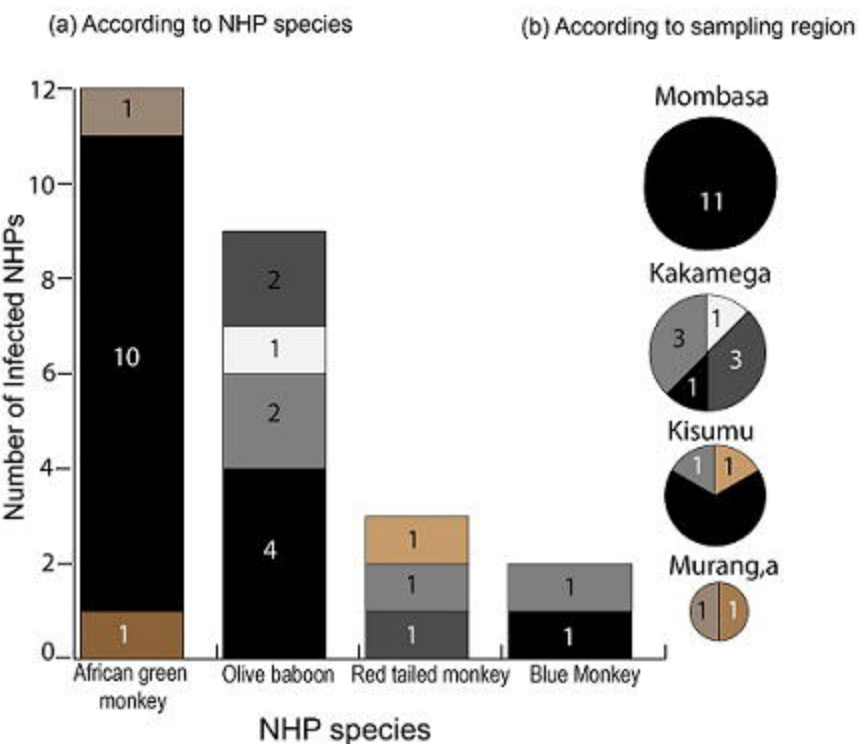 (a) According to NHP species
(b) According to sampling region
Number of Infected NHPs
12
10
8
6
4
2
0
1
10
1
2
1
2
4
1
1
1
1
1
African green
monkey
Olive baboon
Red tailed monkey
Blue Monkey
NHP species
Mombasa
11
Kakamega
3
1
3
1
Kisumu
1
1
Murang,a
1
1